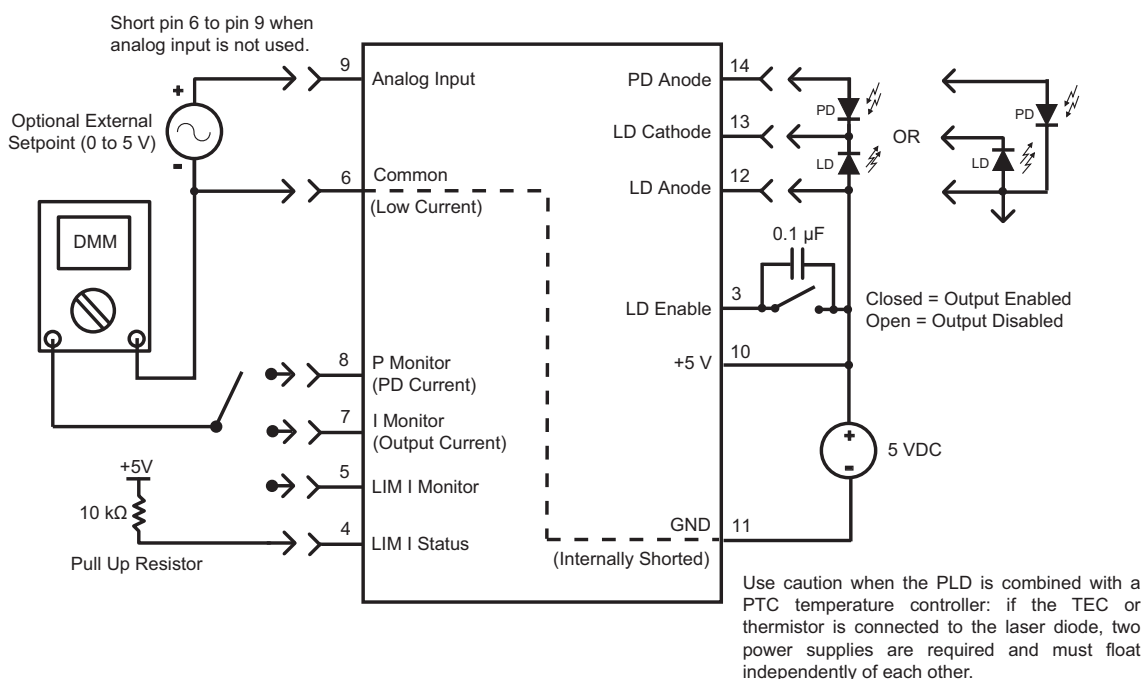 Short pin 6 to pin 9 when
analog input is not used.
Optional External
Setpoint (0 to 5 V)
+
-
DMM
+5V
10 kΩ
Pull Up Resistor
9
Analog Input
6
Common
(Low Current)
8
P Monitor
(PD Current)
7
I Monitor
(Output Current)
5
LIM I Monitor
4
LIM I Status
PD Anode
14
LD Cathode
13
LD Anode
12
LD Enable
3
+5 V
10
GND
11
(Internally Shorted)
PD
LD
OR
PD
LD
0.1 µF
Closed = Output Enabled
Open = Output Disabled
+
-
5 VDC
Use caution when the PLD is combined with a
PTC temperature controller: if the TEC or
thermistor is connected to the laser diode, two
power supplies are required and must float
independently of each other.